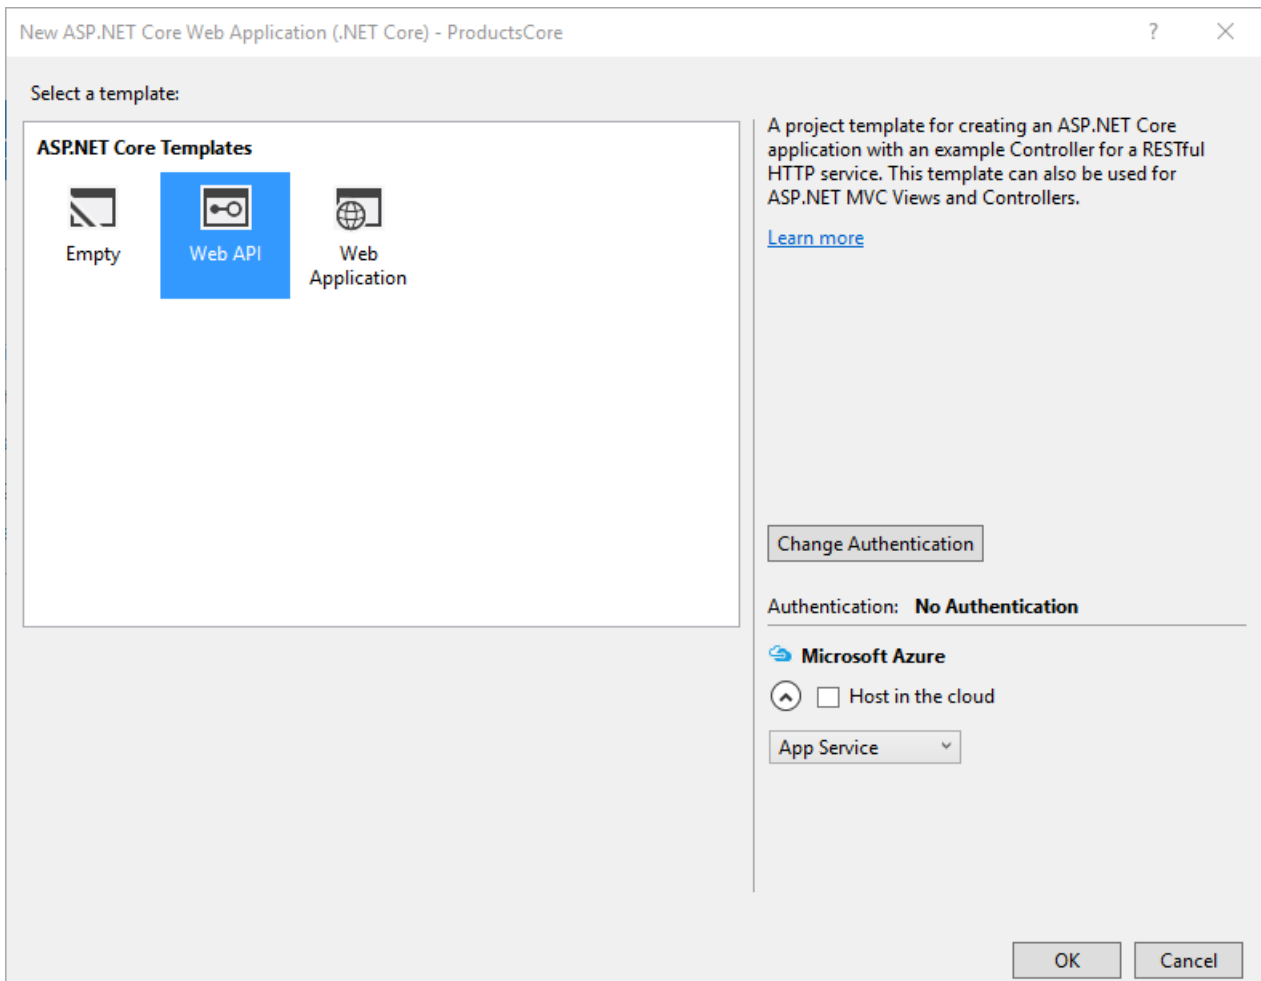 New ASP.NET Core Web Application (.NET Core) - ProductsCore
?
Select a template:
ASP.NET Core Templates
Empty
Web API
Web
Application
A project template for creating an ASP.NET Core
application with an example Controller for a RESTful
HTTP service. This template can also be used for
ASP.NET MVC Views and Controllers.
Learn more
Change Authentication
Authentication: No Authentication
Microsoft Azure
Host in the cloud
App Service
OK
Cancel